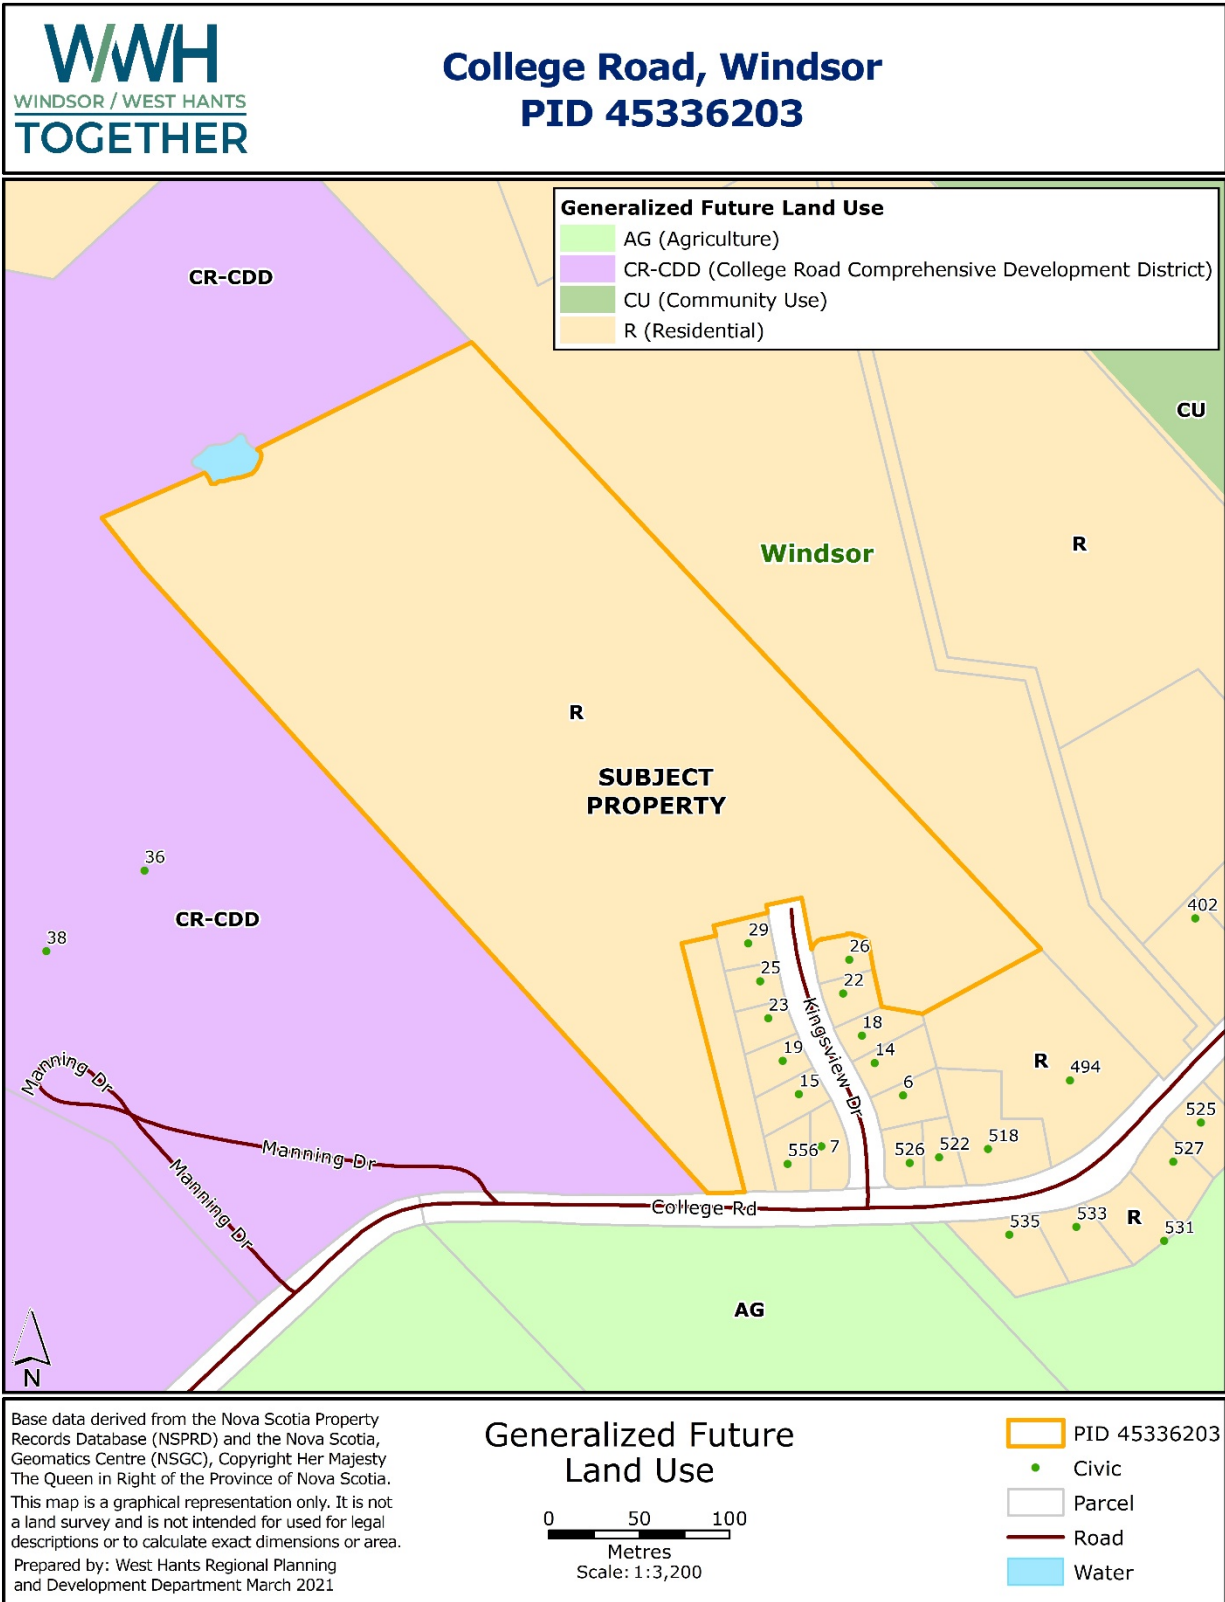 WWH
WINDSOR / WEST HANTS
TOGETHER
College Road, Windsor
PID 45336203
Generalized Future Land Use
AG (Agriculture)
CR-CDD (College Road Comprehensive Development District)
CU (Community Use)
R (Residential)
CR-CDD
CU
Windsor
R
R
SUBJECT
PROPERTY
36
CR-CDD
38
402
29
26
25
22
23
Kingsview Dr
18
19
14
15
6
R
494
7
556
526
522
518
525
527
Manning Dr
Manning Dr
Manning Dr
College Rd
535
533
R
531
AG
N
Base data derived from the Nova Scotia Property
Records Database (NSPRD) and the Nova Scotia,
Geomatics Centre (NSGC), Copyright Her Majesty
The Queen in Right of the Province of Nova Scotia.
This map is a graphical representation only. It is not
a land survey and is not intended for used for legal
descriptions or to calculate exact dimensions or area.
Prepared by: West Hants Regional Planning
and Development Department March 2021
Generalized Future
Land Use
0 50 100
Metres
Scale: 1:3,200
PID 45336203
Civic
Parcel
Road
Water